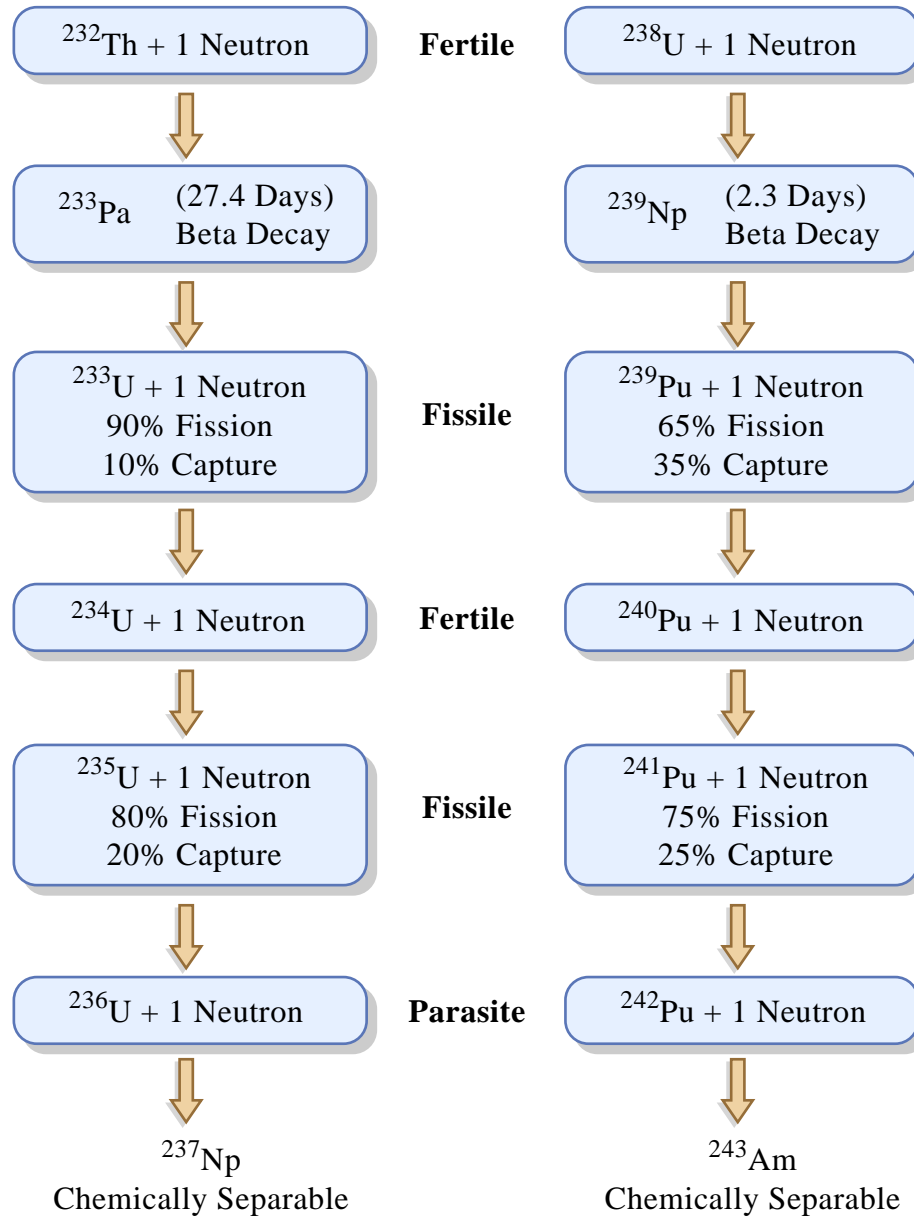 ²³²Th + 1 Neutron
Fertile
²³⁸U + 1 Neutron
²³³Pa
(27.4 Days)
Beta Decay
²³⁹Np
(2.3 Days)
Beta Decay
²³³U + 1 Neutron
90% Fission
10% Capture
Fissile
²³⁹Pu + 1 Neutron
65% Fission
35% Capture
²³⁴U + 1 Neutron
Fertile
²⁴⁰Pu + 1 Neutron
²³⁵U + 1 Neutron
80% Fission
20% Capture
Fissile
²⁴¹Pu + 1 Neutron
75% Fission
25% Capture
²³⁶U + 1 Neutron
Parasite
²⁴²Pu + 1 Neutron
²³⁷Np
Chemically Separable
²⁴³Am
Chemically Separable